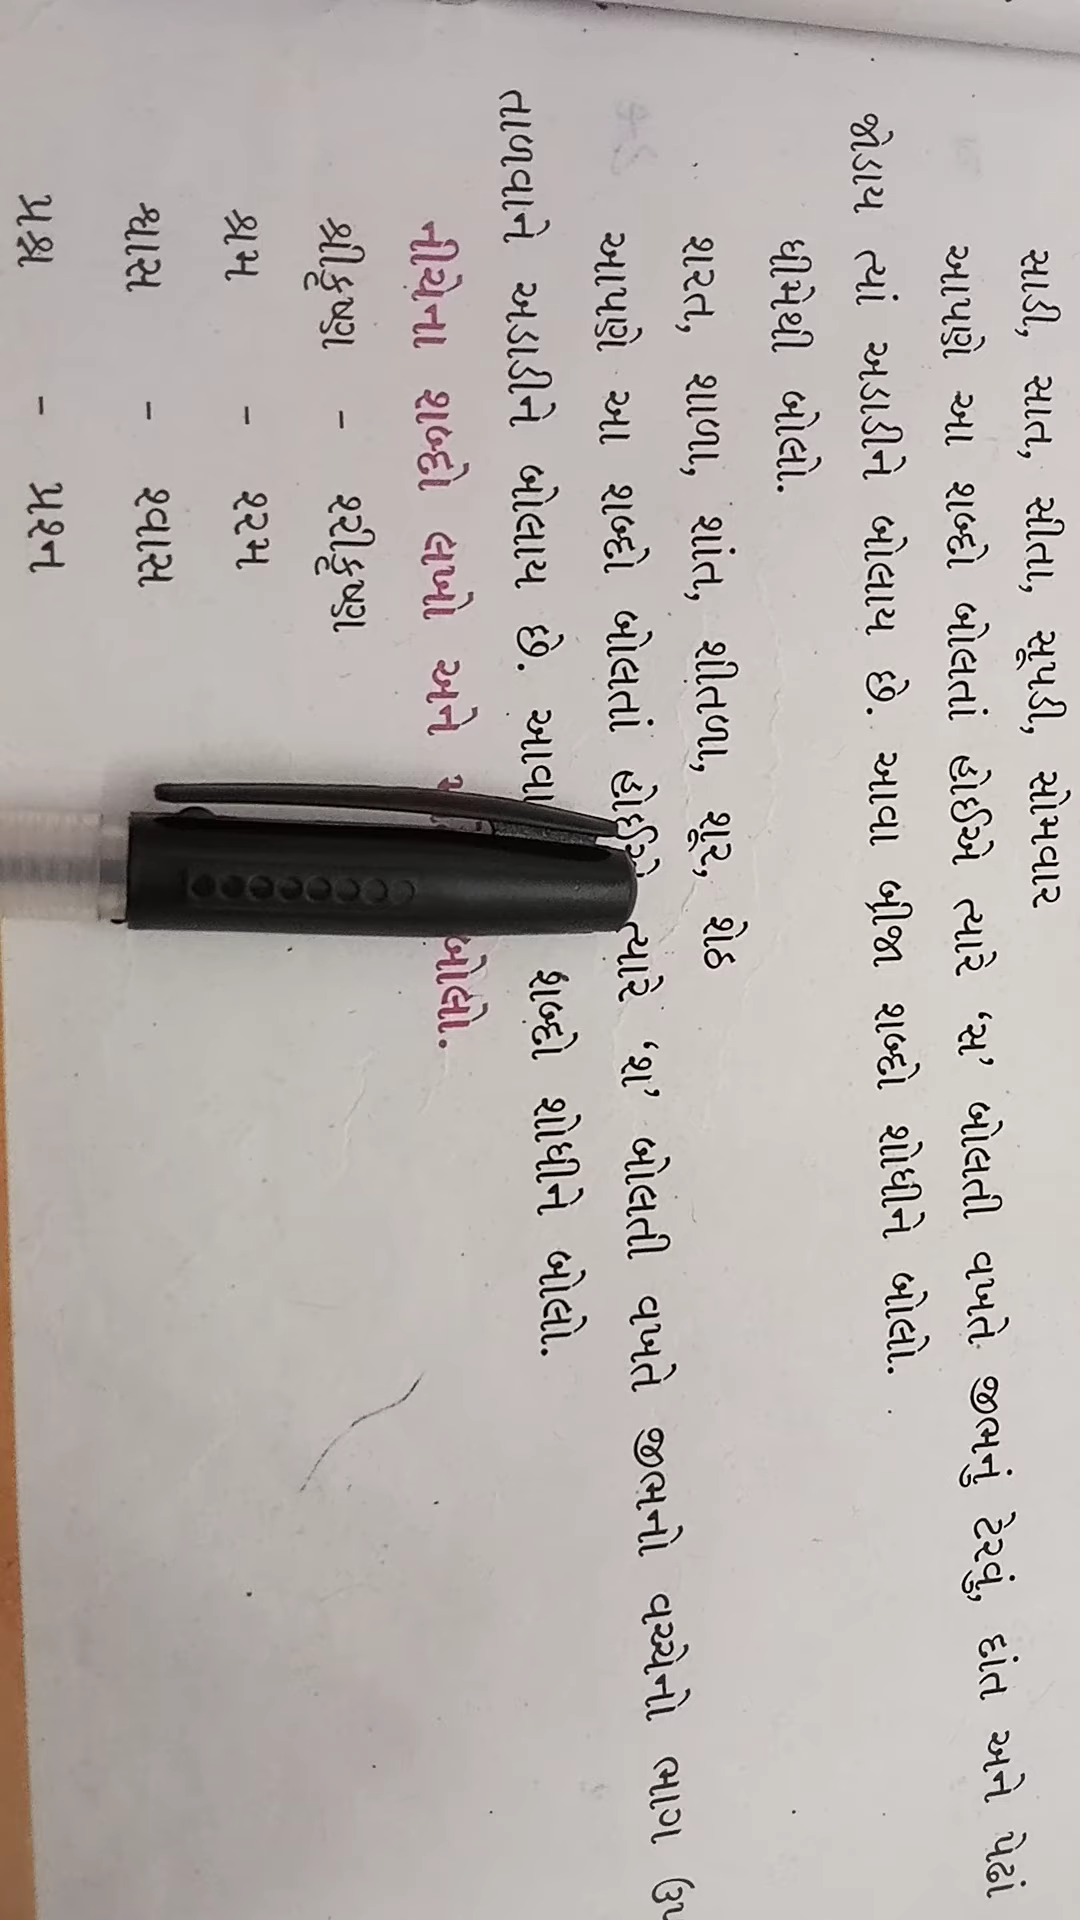 સાડી, સાત, સીતા, સૂપડી, સોમવાર
આપણે આ શબ્દો બોલતાં હોઈએ ત્યારે ‘સ’ બોલતી વખતે જીભનું ટેરવું, દાંત અને પેઢાં
જોડાય ત્યાં અડાડીને બોલાય છે. આવા બીજા શબ્દો શોધીને બોલો.
ધીમેથી બોલો.
શરત, શાળા, શાંત, શીતળા, શૂર, શેઠ
આપણે આ શબ્દો બોલતાં હોઈએ ત્યારે ‘શ’ બોલતી વખતે જીભનો વચ્ચેનો ભાગ
તાળવાને અડાડીને બોલાય છે. આવા શબ્દો શોધીને બોલો.
નીચેના શબ્દો લખો અને બોલો.
શ્રીકૃષ્ણ - શ્રીકૃષ્ણ
શ્રમ - શ્રમ
શ્વાસ - શ્વાસ
પ્રશ્ન - પ્રશ્ન